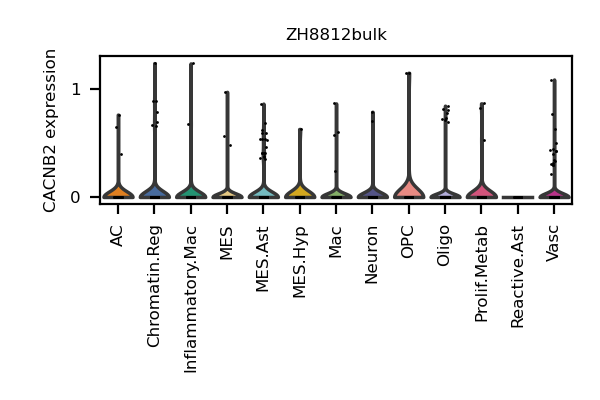 ZH8812bulk
CACNB2 expression
1
0
AC
Chromatin.Reg
Inflammatory.Mac
MES
MES.Ast
MES.Hyp
Mac
Neuron
OPC
Oligo
Prolif.Metab
Reactive.Ast
Vasc